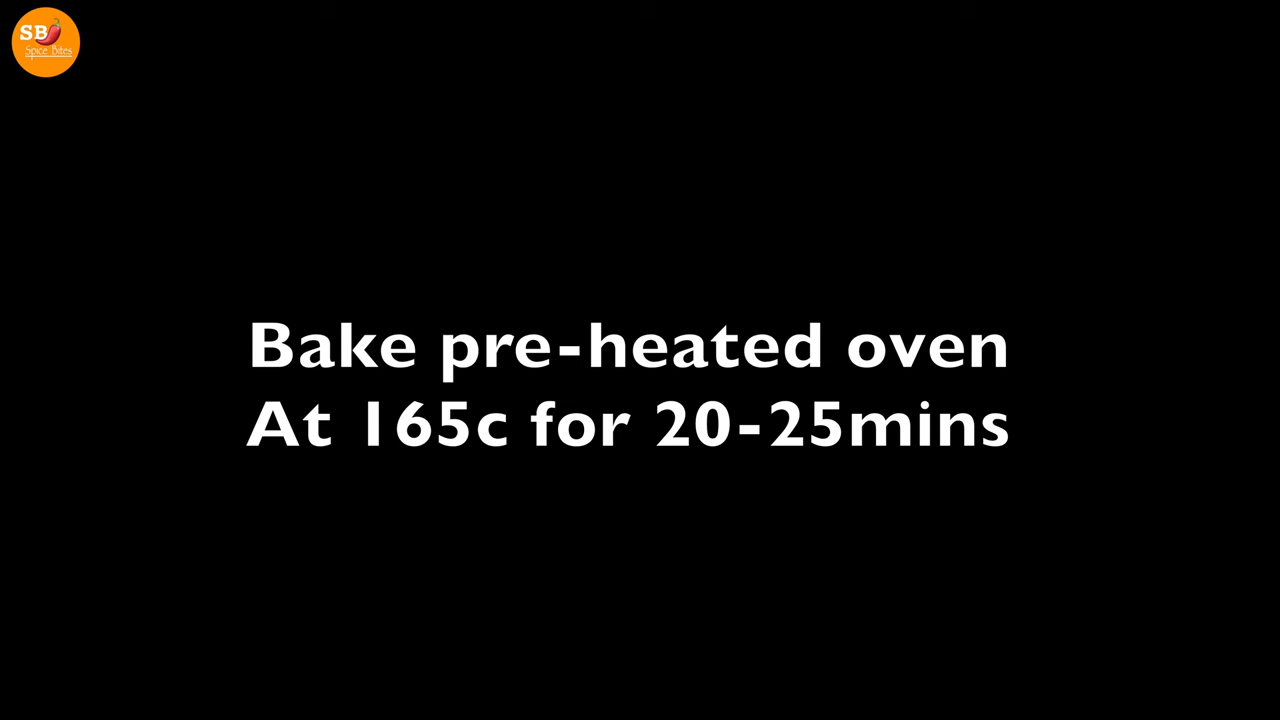 SB
Spice Bites
Bake pre-heated oven
At 165c for 20-25mins